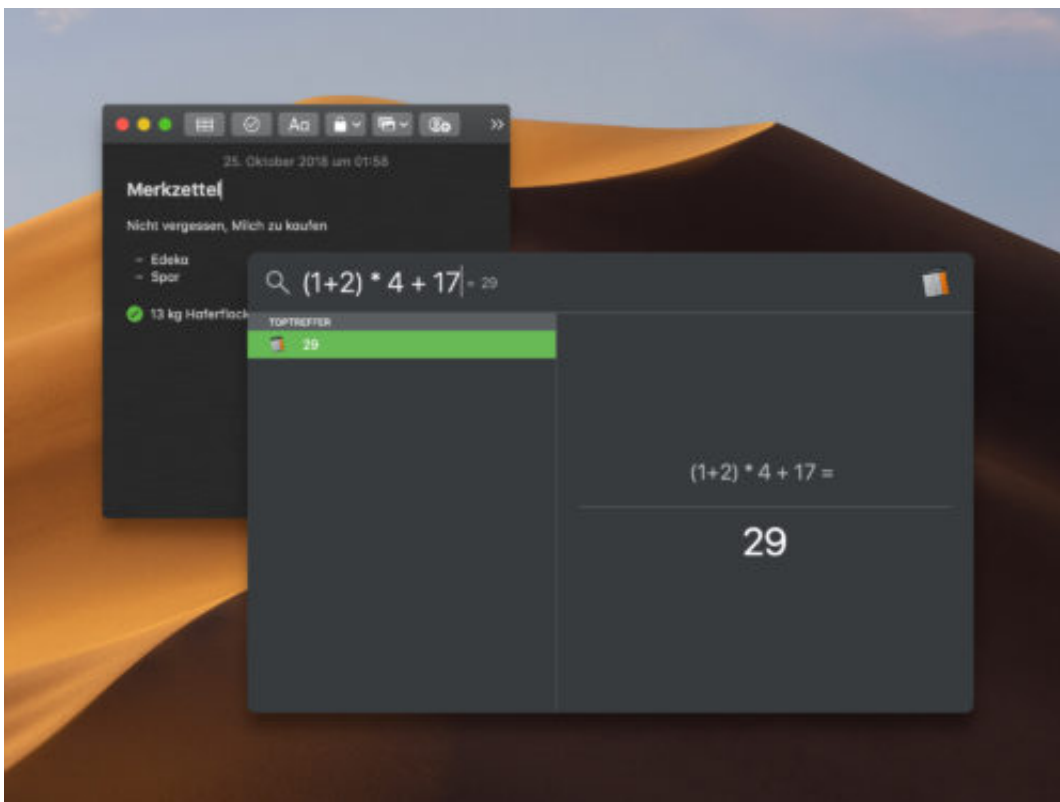 Aa
25. Oktober 2018 um 01:58
Merkzettel
Nicht vergessen, Milch zu kaufen
– Edeka
– Spar
13 kg Haferflock
(1+2) * 4 + 17 = 29
TOPTREFFER
29
(1+2) * 4 + 17 =
29